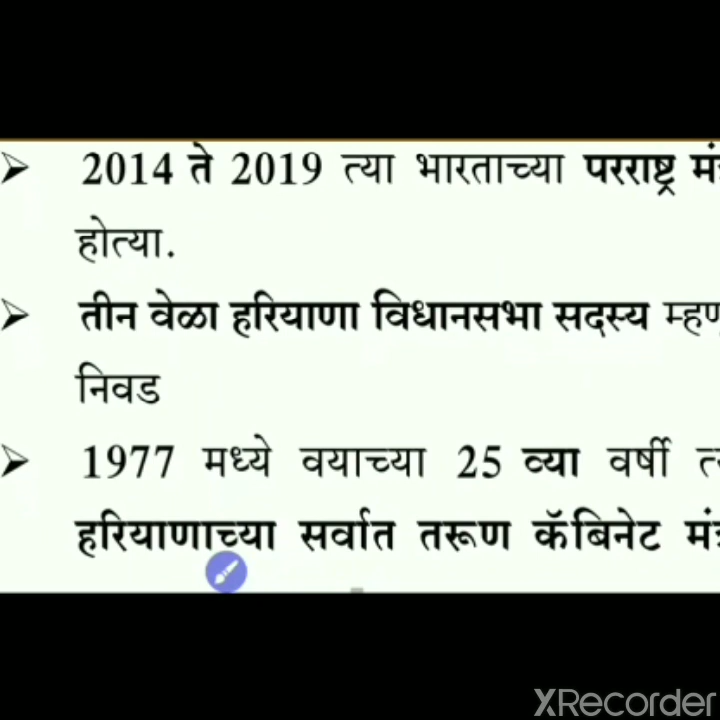 ➢ 2014 ते 2019 त्या भारताच्या परराष्ट्र
होत्या.
➢ तीन वेळा हरियाणा विधानसभा सदस्य
निवड
➢ 1977 मध्ये वयाच्या 25 व्या वर्षी
हरियाणाच्या सर्वात तरूण कॅबिनेट
XRecorder